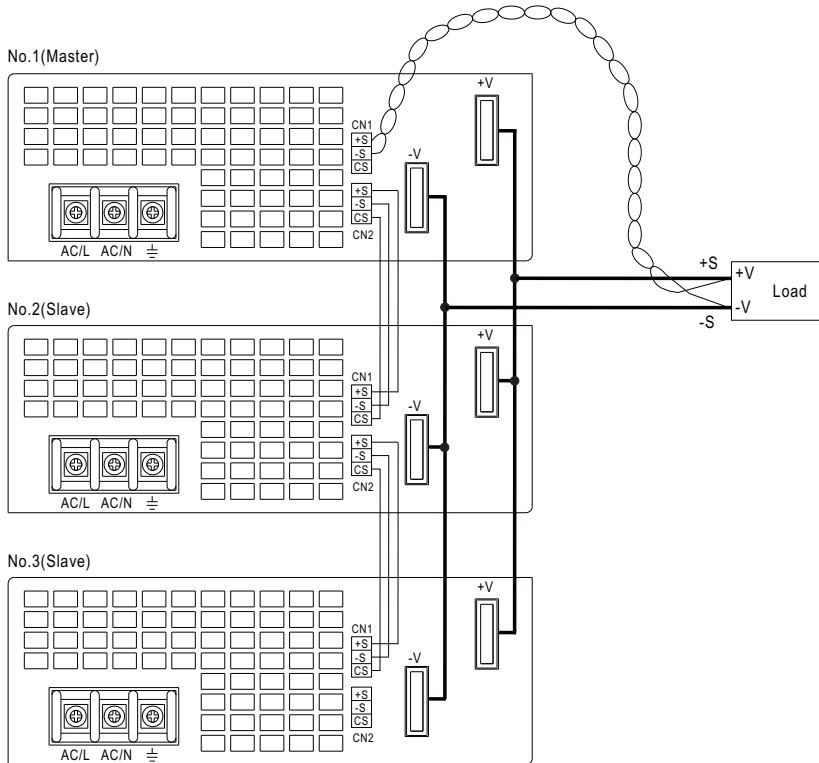 No.1(Master)
+V
CN1
+S
-S
CS
-V
+S
-S
CS
CN2
AC/L AC/N
+S
+V
Load
-V
-S
No.2(Slave)
+V
CN1
+S
-S
CS
-V
+S
-S
CS
CN2
AC/L AC/N
No.3(Slave)
+V
CN1
+S
-S
CS
-V
+S
-S
CS
CN2
AC/L AC/N